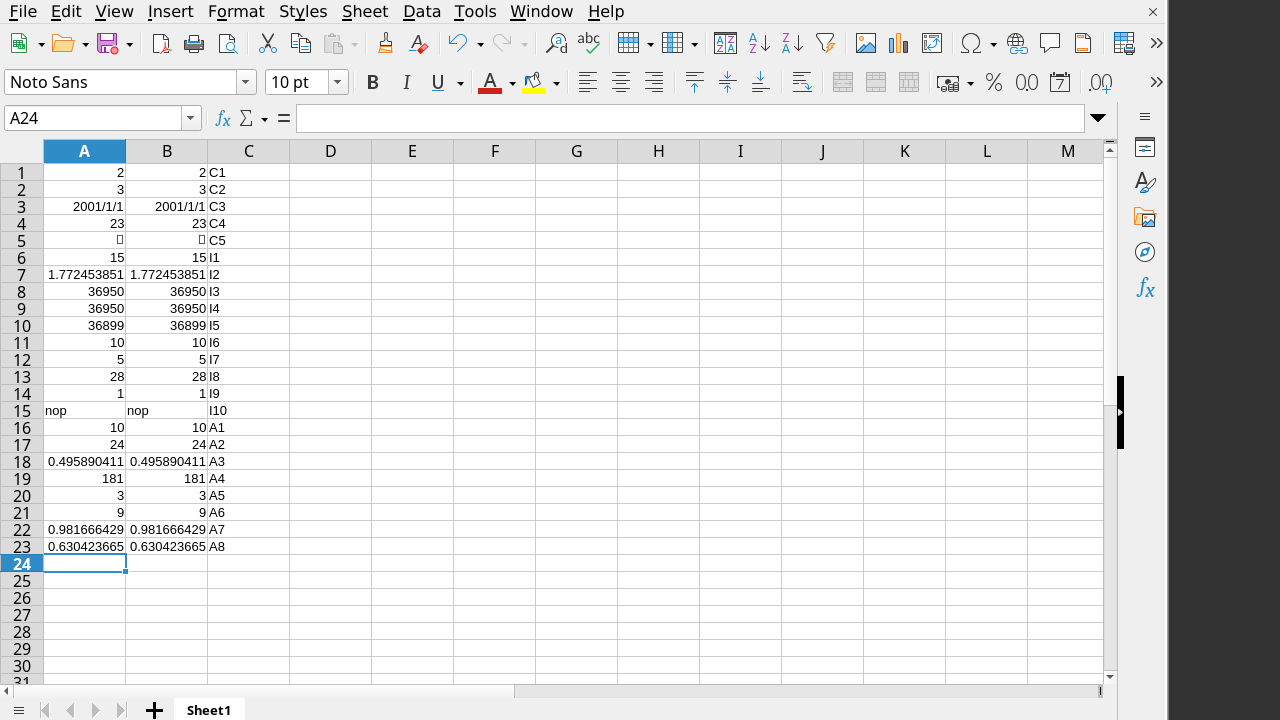 File Edit View Insert Format Styles Sheet Data Tools Window Help
Noto Sans 10 pt
A24
A B C D E F G H I J K L M
1 2 2 C1
2 3 3 C2
3 2001/1/1 2001/1/1 C3
4 23 23 C4
5 C5
6 15 15 I1
7 1.772453851 1.772453851 I2
8 36950 36950 I3
9 36950 36950 I4
10 36899 36899 I5
11 10 10 I6
12 5 5 I7
13 28 28 I8
14 1 1 I9
15 nop nop I10
16 10 10 A1
17 24 24 A2
18 0.495890411 0.495890411 A3
19 181 181 A4
20 3 3 A5
21 9 9 A6
22 0.981666429 0.981666429 A7
23 0.630423665 0.630423665 A8
24
25
26
27
28
29
30
31
Sheet1